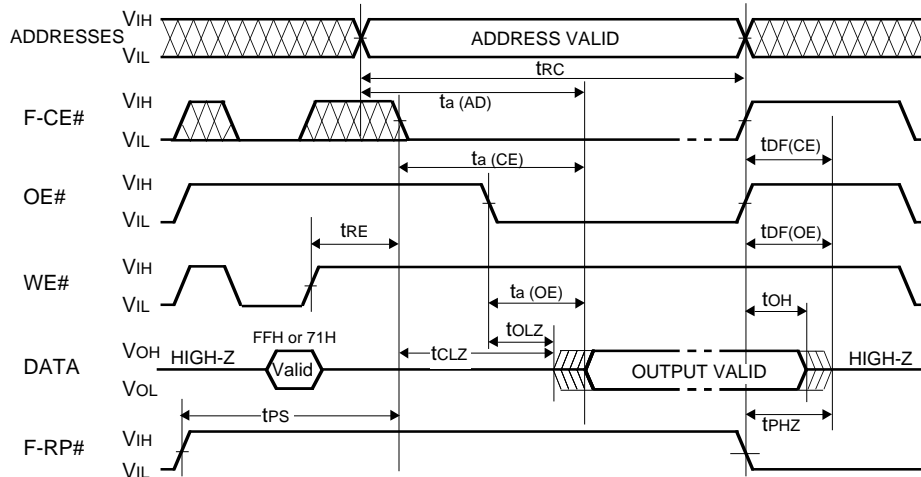 VIH
ADDRESSES
ADDRESS VALID
VIL
tRC
ta (AD)
VIH
F-CE#
VIL
tDF(CE)
ta (CE)
VIH
OE#
VIL
tRE
tDF(OE)
VIH
WE#
ta (OE)
VIL
tOH
tOLZ
FFH or 71H
VOH
HIGH-Z
tCLZ
HIGH-Z
DATA
Valid
OUTPUT VALID
VOL
tPS
tPHZ
VIH
F-RP#
VIL